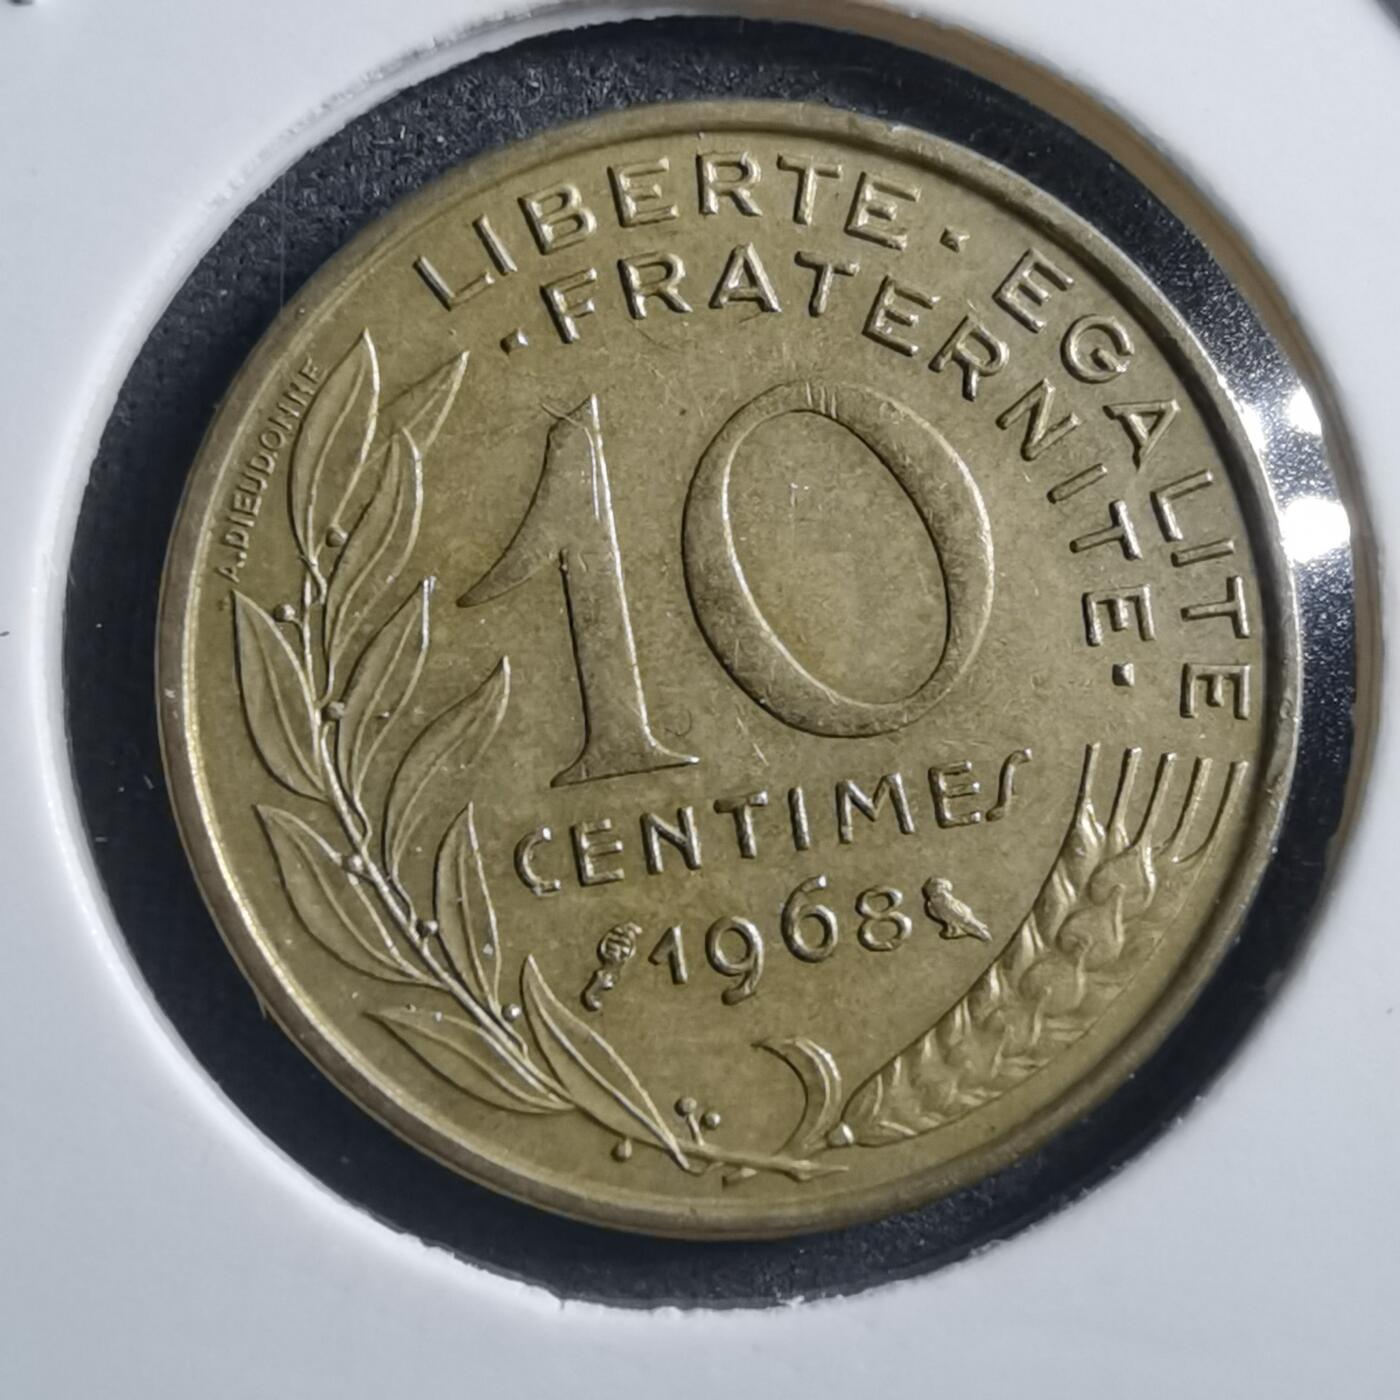 LIBERTE · EGALITE
· FRATERNITE ·
A.DIEUDONNE
10
CENTIMES
1968